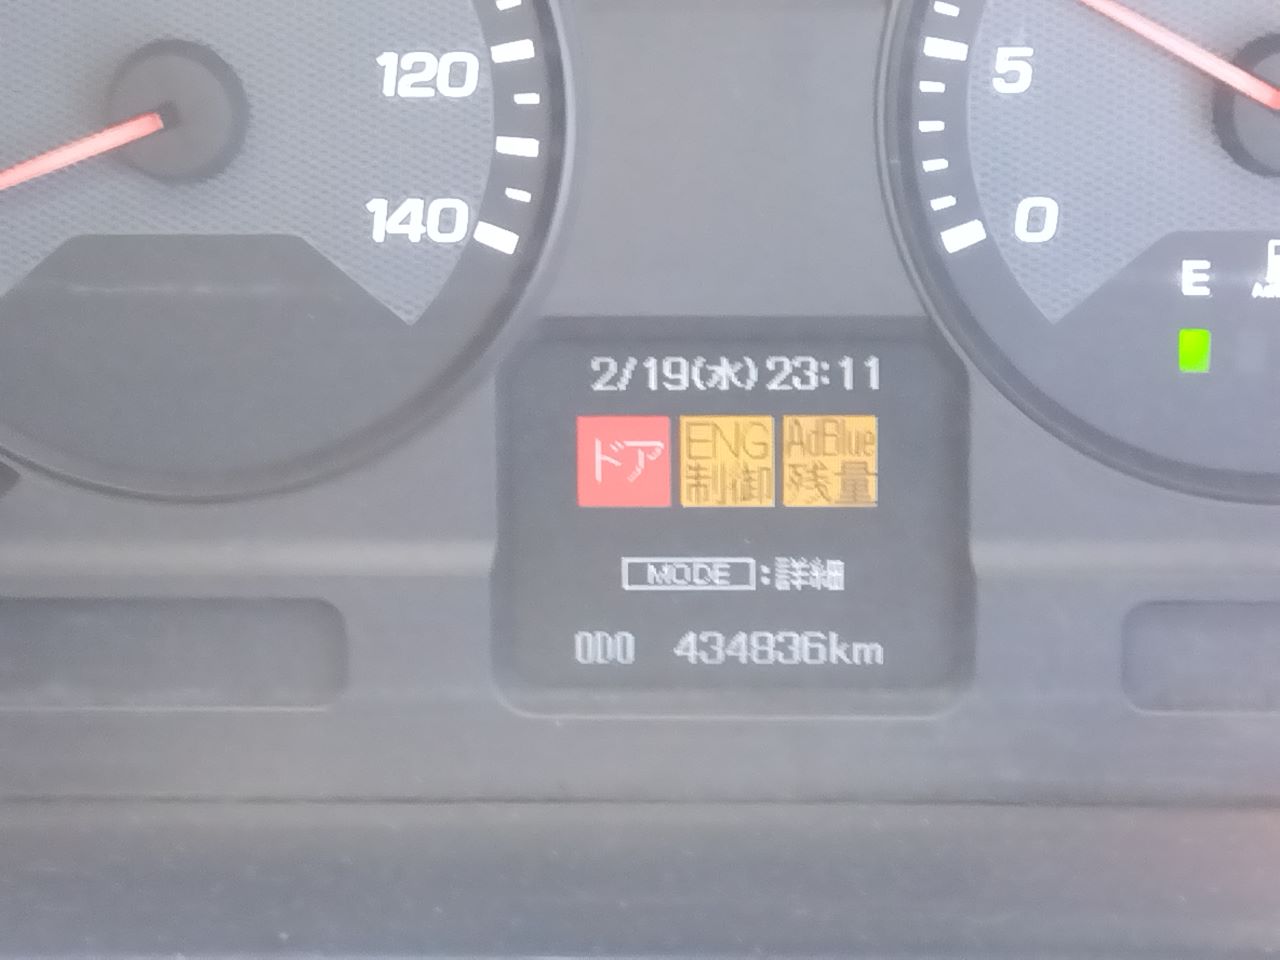 120
140
5
0
E
2/19(水)23:11
ドア
ENG
制御
AdBlue
残量
MODE:詳細
ODO 434836km